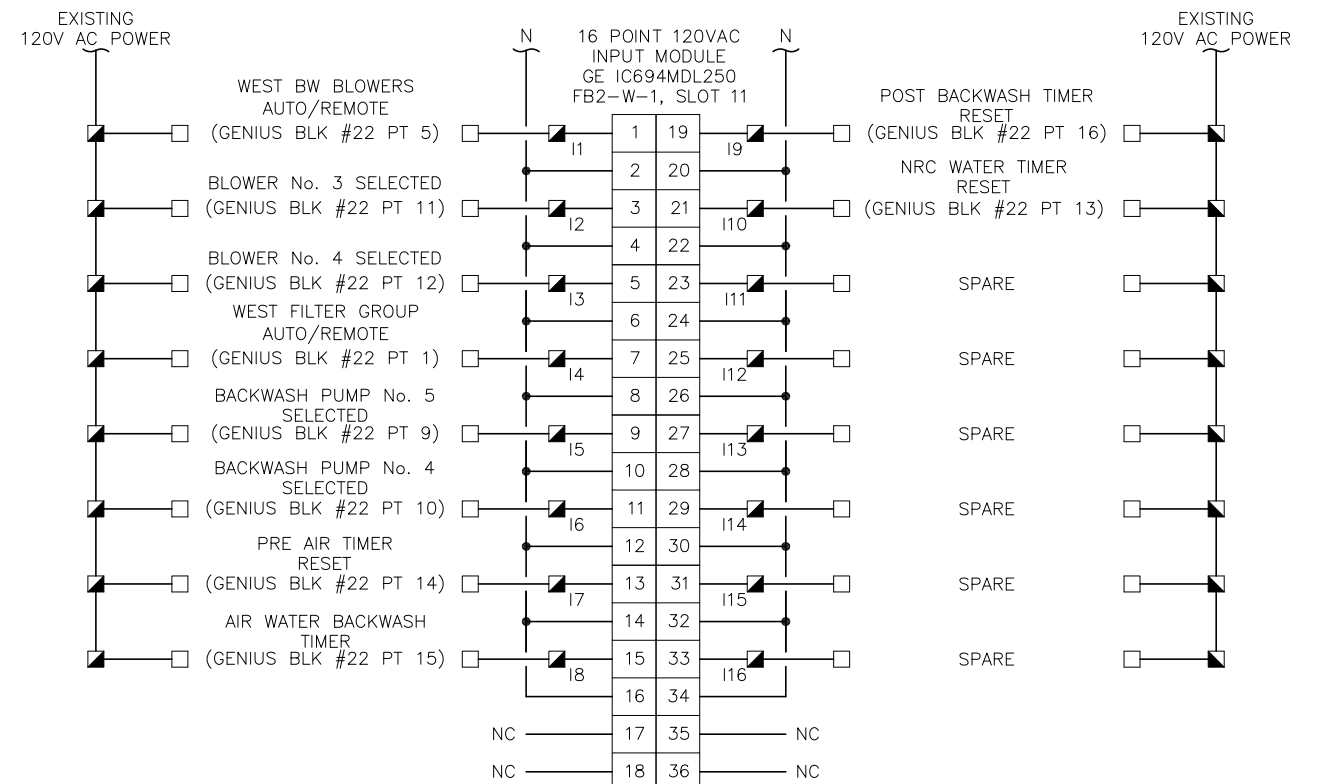 EXISTING
120V AC POWER
N
16 POINT 120VAC
INPUT MODULE
GE IC694MDL250
FB2-W-1, SLOT 11
N
EXISTING
120V AC POWER
WEST BW BLOWERS
AUTO/REMOTE
(GENIUS BLK #22 PT 5)
I1
1 19
I9
POST BACKWASH TIMER
RESET
(GENIUS BLK #22 PT 16)
2 20
BLOWER No. 3 SELECTED
(GENIUS BLK #22 PT 11)
I2
3 21
I10
NRC WATER TIMER
RESET
(GENIUS BLK #22 PT 13)
4 22
BLOWER No. 4 SELECTED
(GENIUS BLK #22 PT 12)
I3
5 23
I11
SPARE
6 24
WEST FILTER GROUP
AUTO/REMOTE
(GENIUS BLK #22 PT 1)
I4
7 25
I12
SPARE
8 26
BACKWASH PUMP No. 5
SELECTED
(GENIUS BLK #22 PT 9)
I5
9 27
I13
SPARE
10 28
BACKWASH PUMP No. 4
SELECTED
(GENIUS BLK #22 PT 10)
I6
11 29
I14
SPARE
12 30
PRE AIR TIMER
RESET
(GENIUS BLK #22 PT 14)
I7
13 31
I15
SPARE
14 32
AIR WATER BACKWASH
TIMER
(GENIUS BLK #22 PT 15)
I8
15 33
I16
SPARE
16 34
NC 17 35 NC
NC 18 36 NC